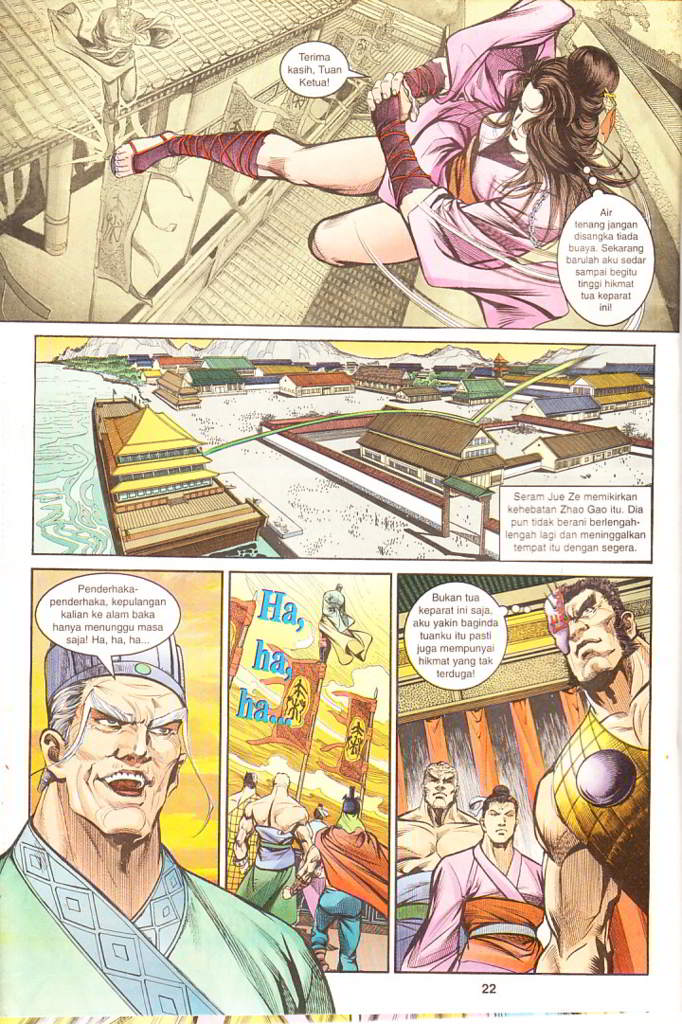 Terima
kasih, Tuan
Ketua!
Air
tenang jangan
disangka tiada
buaya. Sekarang
barulah aku sedar
sampai begitu
tinggi hikmat
tua keparat
ini!
Seram Jue Ze memikirkan
kehebatan Zhao Gao itu. Dia
pun tidak berani berlengah-
lengah lagi dan meninggalkan
tempat itu dengan segera.
Penderhaka-
penderhaka, kepulangan
kalian ke alam baka
hanya menunggu masa
saja! Ha, ha, ha...
Ha,
ha,
ha...
Bukan tua
keparat ini saja,
aku yakin baginda
tuanku itu pasti
juga mempunyai
hikmat yang tak
terduga!
22